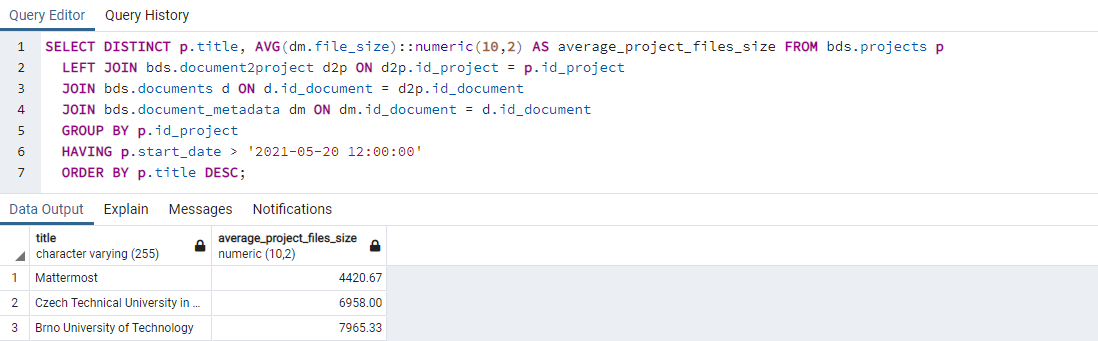 Query Editor Query History
1 SELECT DISTINCT p.title, AVG(dm.file_size)::numeric(10,2) AS average_project_files_size FROM bds.projects p
2 LEFT JOIN bds.document2project d2p ON d2p.id_project = p.id_project
3 JOIN bds.documents d ON d.id_document = d2p.id_document
4 JOIN bds.document_metadata dm ON dm.id_document = d.id_document
5 GROUP BY p.id_project
6 HAVING p.start_date > '2021-05-20 12:00:00'
7 ORDER BY p.title DESC;
Data Output Explain Messages Notifications
title average_project_files_size
character varying (255) numeric (10,2)
1 Mattermost 4420.67
2 Czech Technical University in ... 6958.00
3 Brno University of Technology 7965.33